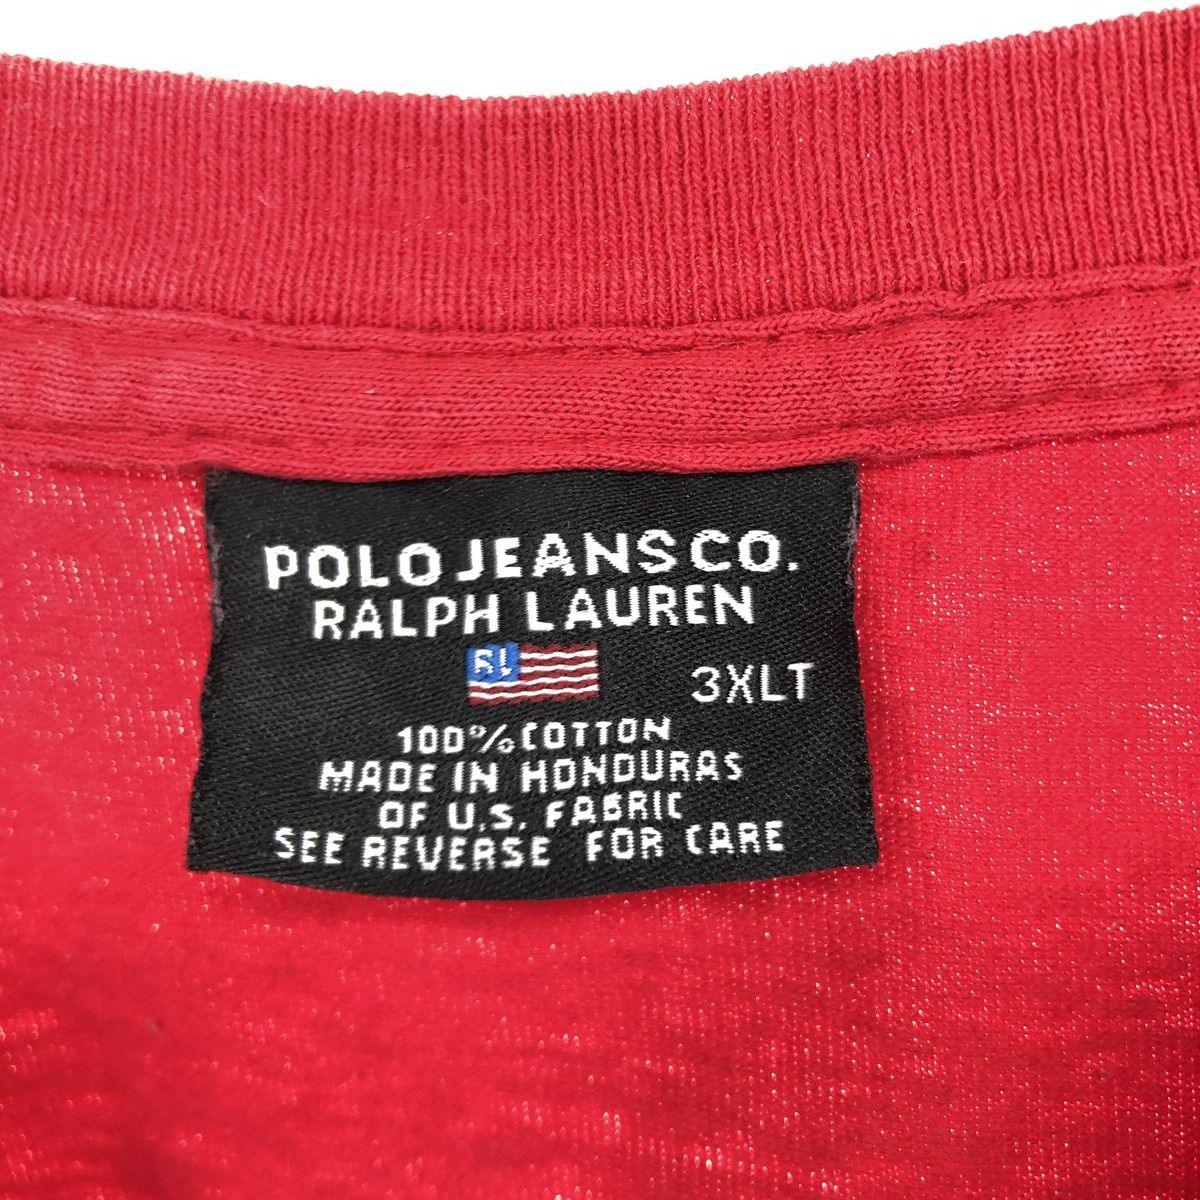 POLO JEANS CO.
RALPH LAUREN
RL
3XLT
100% COTTON
MADE IN HONDURAS
OF U.S. FABRIC
SEE REVERSE FOR CARE